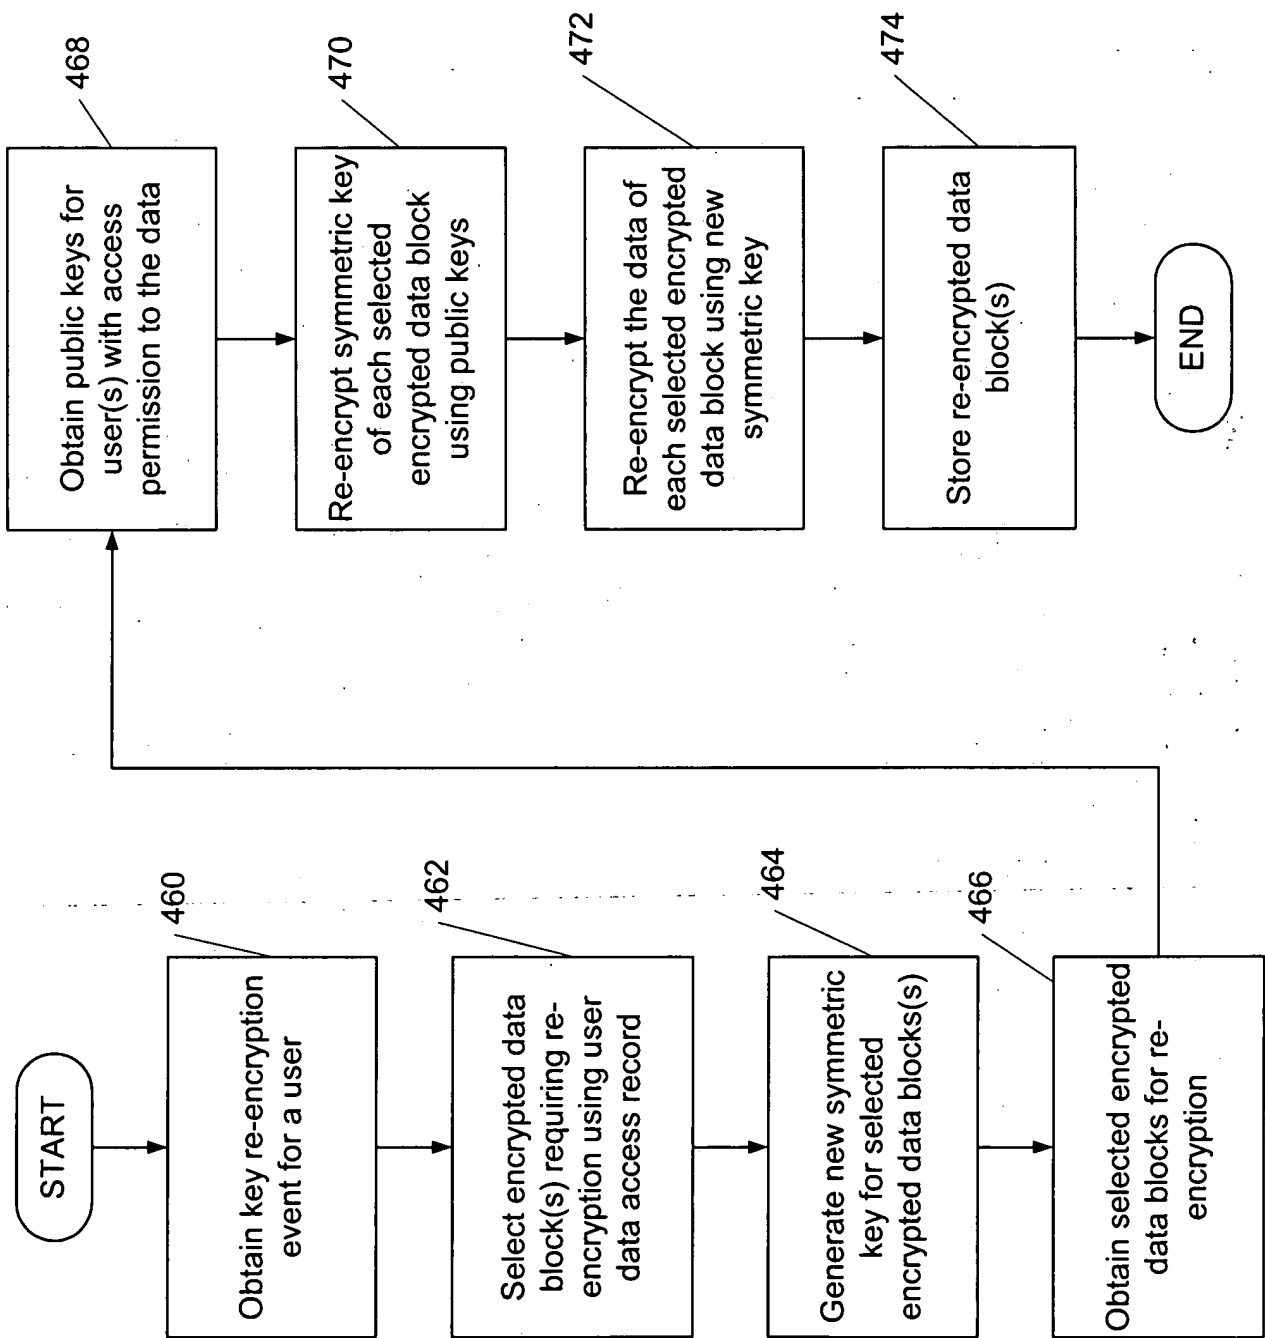 START
Obtain key re-encryption
event for a user
460
Select encrypted data
block(s) requiring re-
encryption using user
data access record
462
Generate new symmetric
key for selected
encrypted data blocks(s)
464
Obtain selected encrypted
data blocks for re-
encryption
466
Obtain public keys for
user(s) with access
permission to the data
468
Re-encrypt symmetric key
of each selected
encrypted data block
using public keys
470
Re-encrypt the data of
each selected encrypted
data block using new
symmetric key
472
Store re-encrypted data
block(s)
474
END